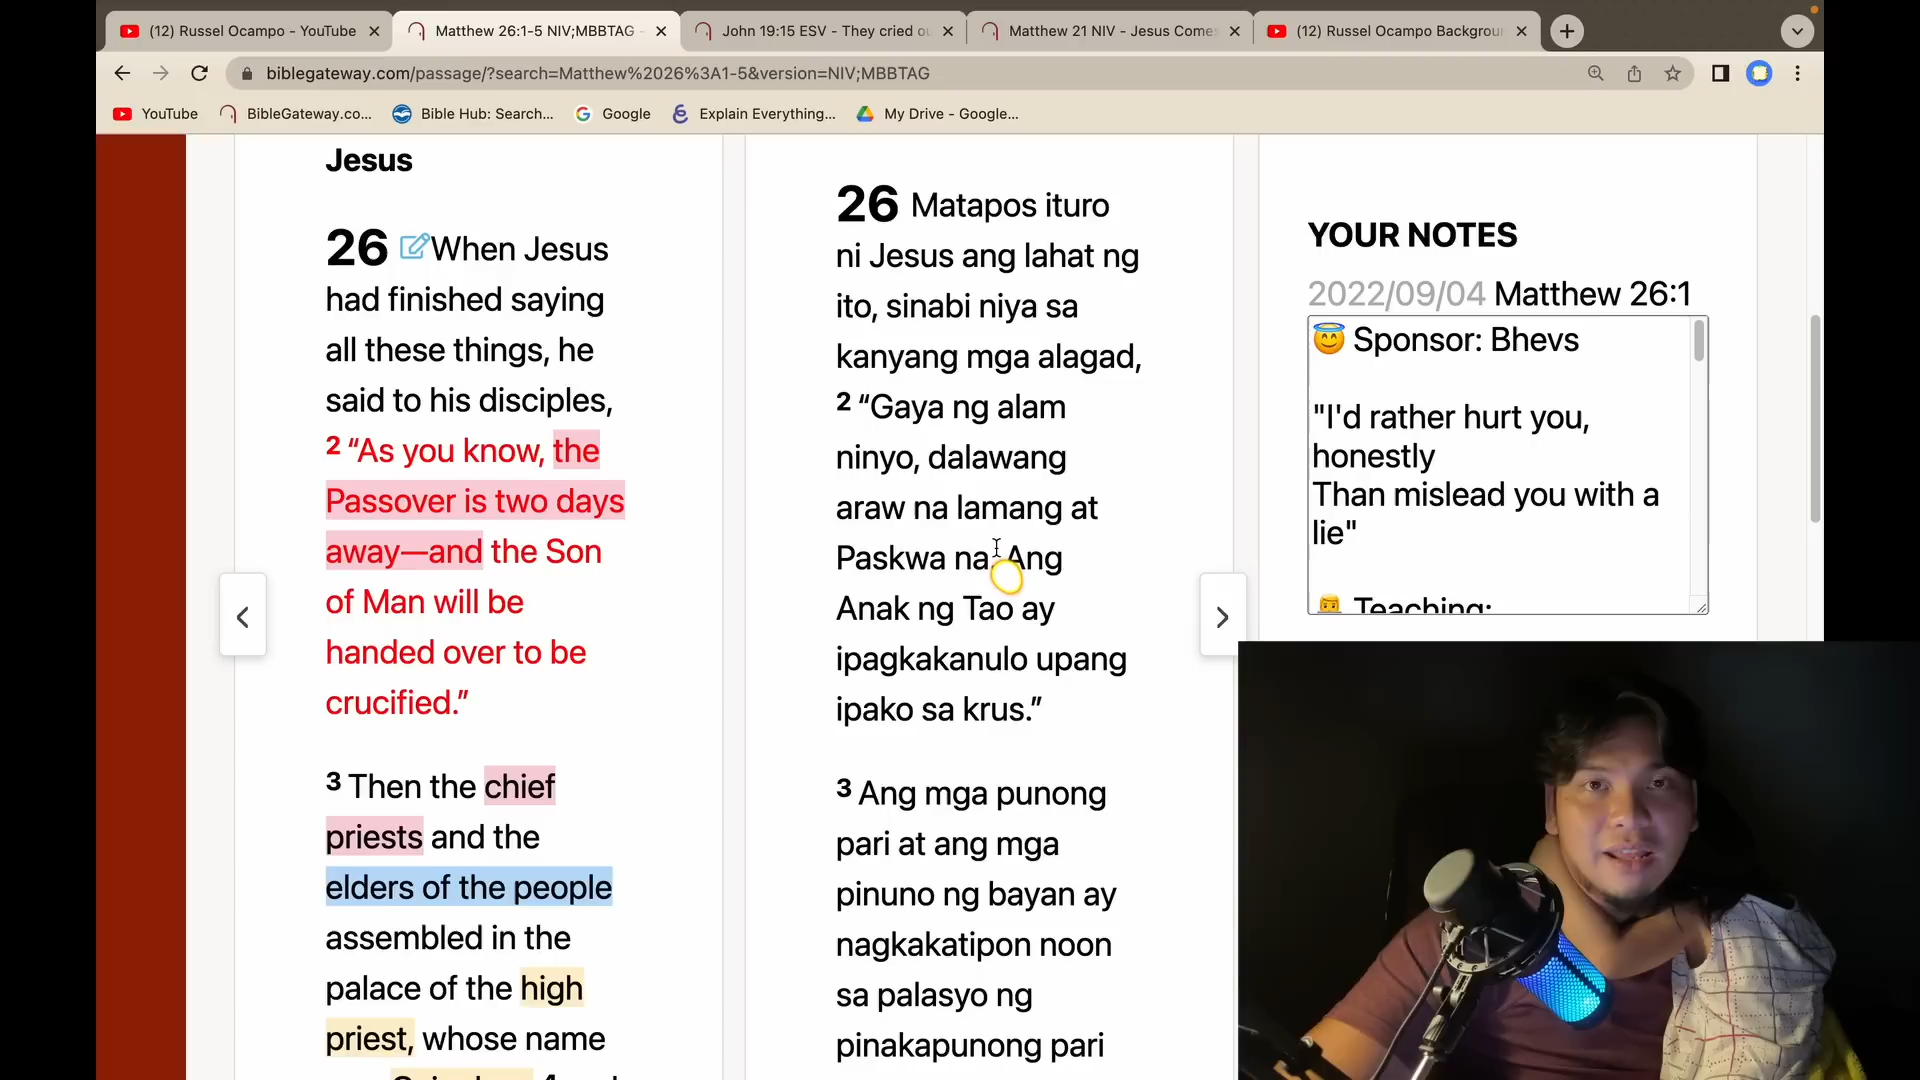 (12) Russel Ocampo - YouTube
Matthew 26:1-5 NIV;MBBTAG -
John 19:15 ESV - They cried ou
Matthew 21 NIV - Jesus Comes
(12) Russel Ocampo Backgroun
biblegateway.com/passage/?search=Matthew%2026%3A1-5&version=NIV;MBBTAG
YouTube
BibleGateway.co...
Bible Hub: Search...
Google
Explain Everything...
My Drive - Google...
Jesus
26 When Jesus
had finished saying
all these things, he
said to his disciples,
2 “As you know, the
Passover is two days
away—and the Son
of Man will be
handed over to be
crucified.”
3 Then the chief
priests and the
elders of the people
assembled in the
palace of the high
priest, whose name
26 Matapos ituro
ni Jesus ang lahat ng
ito, sinabi niya sa
kanyang mga alagad,
2 “Gaya ng alam
ninyo, dalawang
araw na lamang at
Paskwa na. Ang
Anak ng Tao ay
ipagkakanulo upang
ipako sa krus.”
3 Ang mga punong
pari at ang mga
pinuno ng bayan ay
nagkakatipon noon
sa palasyo ng
pinakapunong pari
YOUR NOTES
2022/09/04 Matthew 26:1
😇 Sponsor: Bhevs
"I'd rather hurt you,
honestly
Than mislead you with a
lie"
Teaching: